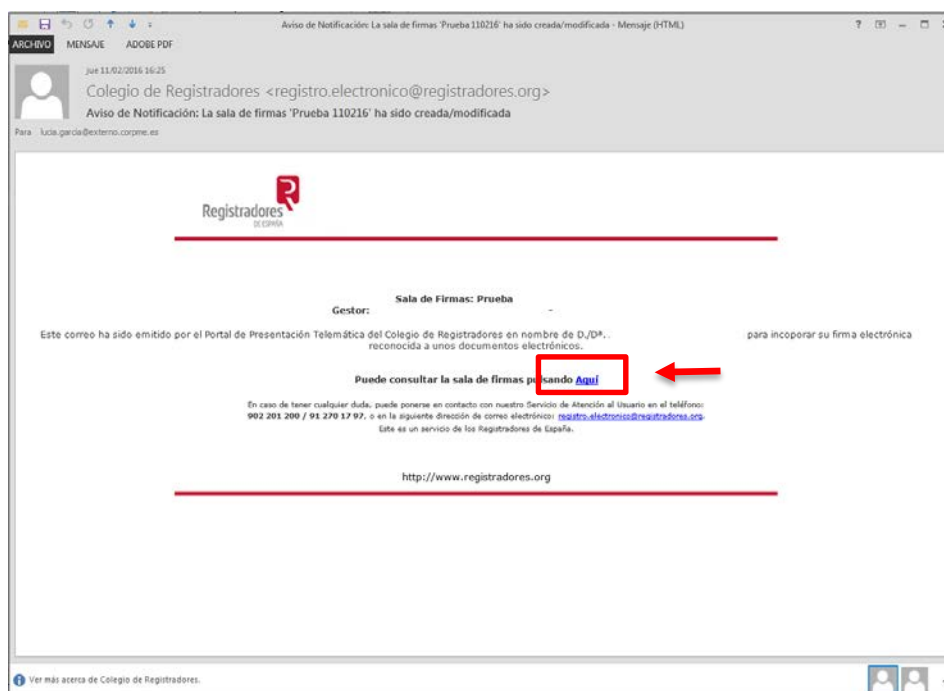 Aviso de Notificación: La sala de firmas 'Prueba 110216' ha sido creada/modificada - Mensaje (HTML)
ARCHIVO MENSAJE ADOBE PDF
jue 11/02/2016 16:25
Colegio de Registradores <registro.electronico@registradores.org>
Aviso de Notificación: La sala de firmas 'Prueba 110216' ha sido creada/modificada
Para lucia.garcia@externo.corpme.es
Registradores
DE ESPAÑA
Sala de Firmas: Prueba
Gestor: -
Este correo ha sido emitido por el Portal de Presentación Telemática del Colegio de Registradores en nombre de D./Dª. . para incoporar su firma electrónica
reconocida a unos documentos electrónicos.
Puede consultar la sala de firmas pulsando Aquí
En caso de tener cualquier duda, puede ponerse en contacto con nuestro Servicio de Atención al Usuario en el teléfono:
902 201 200 / 91 270 17 97, o en la siguiente dirección de correo electrónico: registro.electronico@registradores.org.
Este es un servicio de los Registradores de España.
http://www.registradores.org
Ver más acerca de Colegio de Registradores.